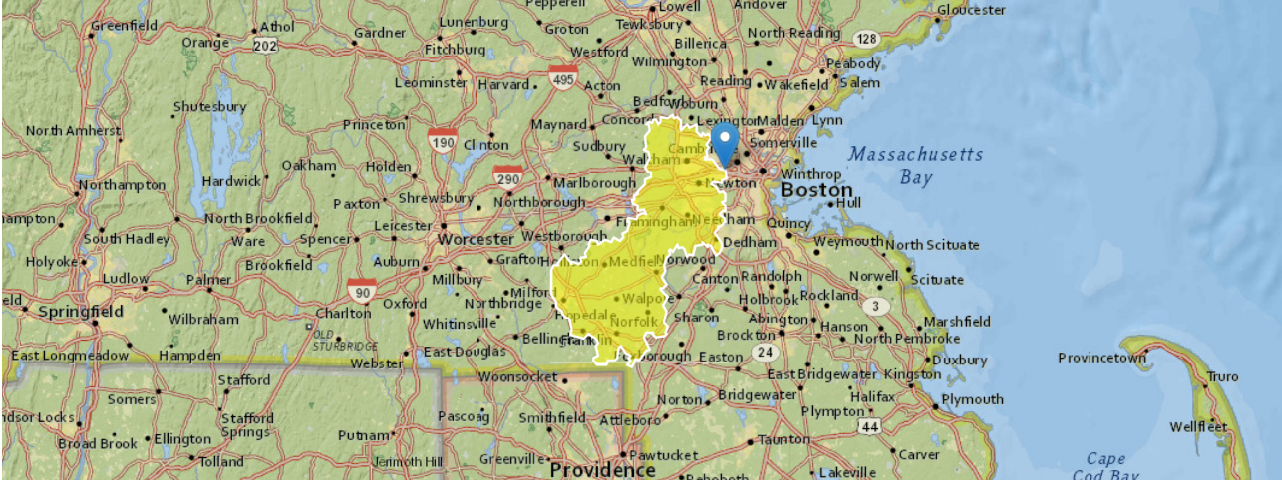 Pepperell
Lowell
Andover
Gloucester
Greenfield
Athol
Lunenburg
Groton
Tewksbury
Orange
202
Gardner
Fitchburg
Westford
Billerica
North Reading
128
Wilmington
Peabody
Leominster
Harvard
495
Acton
Reading
Wakefield
Salem
Shutesbury
Bedford
Woburn
North Amherst
Princeton
Maynard
Concord
Lexington
Malden
Lynn
190
Clinton
Sudbury
Somerville
Oakham
Holden
Waltham
Massachusetts
Bay
Northampton
Hardwick
290
Marlborough
Newton
Winthrop
Boston
Paxton
Shrewsbury
Northborough
Hull
hampton
North Brookfield
Leicester
Framingham
Needham
Quincy
South Hadley
Ware
Spencer
Worcester
Westborough
Dedham
Weymouth
North Scituate
Holyoke
Brookfield
Auburn
Grafton
Holliston
Medfield
Norwood
Ludlow
Palmer
Millbury
Canton
Randolph
Norwell
Scituate
90
Oxford
Northbridge
Milford
Walpole
Holbrook
Rockland
3
Springfield
Wilbraham
Charlton
Whitinsville
Hopedale
Norfolk
Sharon
Abington
Hanson
Marshfield
OLD
STURBRIDGE
Bellingham
Franklin
Brockton
North Pembroke
East Longmeadow
Hampden
Webster
East Douglas
Foxborough
Easton
24
Duxbury
Provincetown
Stafford
Woonsocket
East Bridgewater
Kingston
Truro
Somers
Norton
Bridgewater
Halifax
Plymouth
dsor Locks
Stafford
Springs
Pascoag
Smithfield
Attleboro
Plympton
44
Wellfleet
Broad Brook
Ellington
Putnam
Taunton
Tolland
Jerimoth Hill
Greenville
Pawtucket
Carver
Cape
Cod Bay
Providence
Rehoboth
Lakeville